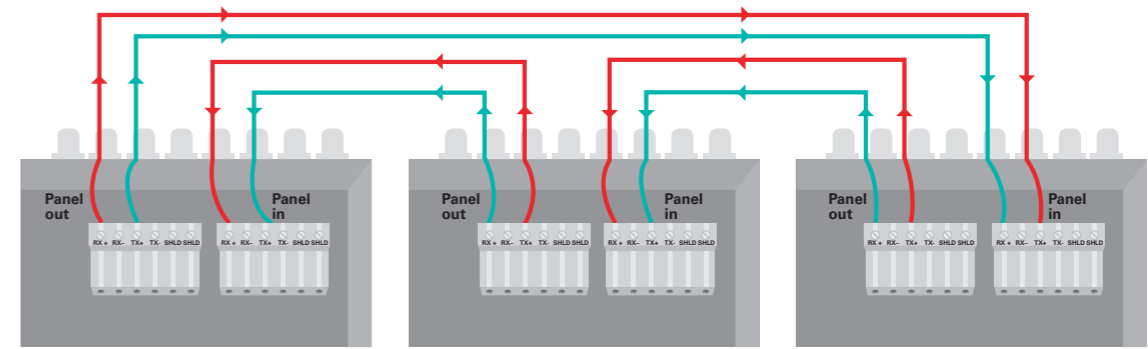 Panel
out
Panel
in
RX + RX– TX+ TX- SHLD SHLD
RX + RX– TX+ TX- SHLD SHLD
Panel
out
Panel
in
RX + RX– TX+ TX- SHLD SHLD
RX + RX– TX+ TX- SHLD SHLD
Panel
out
Panel
in
RX + RX– TX+ TX- SHLD SHLD
RX + RX– TX+ TX- SHLD SHLD